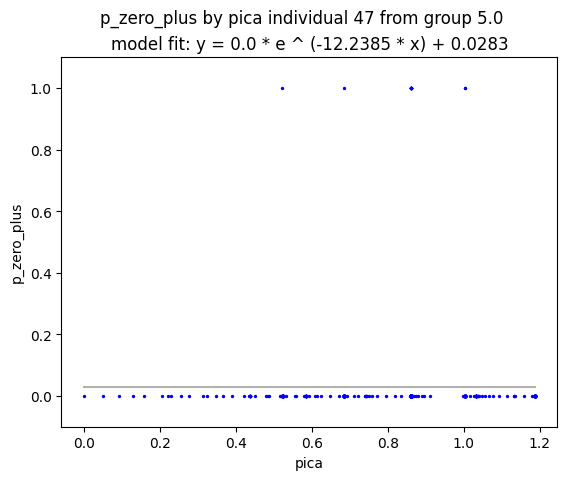 p_zero_plus by pica individual 47 from group 5.0
model fit: y = 0.0 * e ^ (-12.2385 * x) + 0.0283
1.0
0.8
0.6
0.4
0.2
0.0
p_zero_plus
0.0 0.2 0.4 0.6 0.8 1.0 1.2
pica